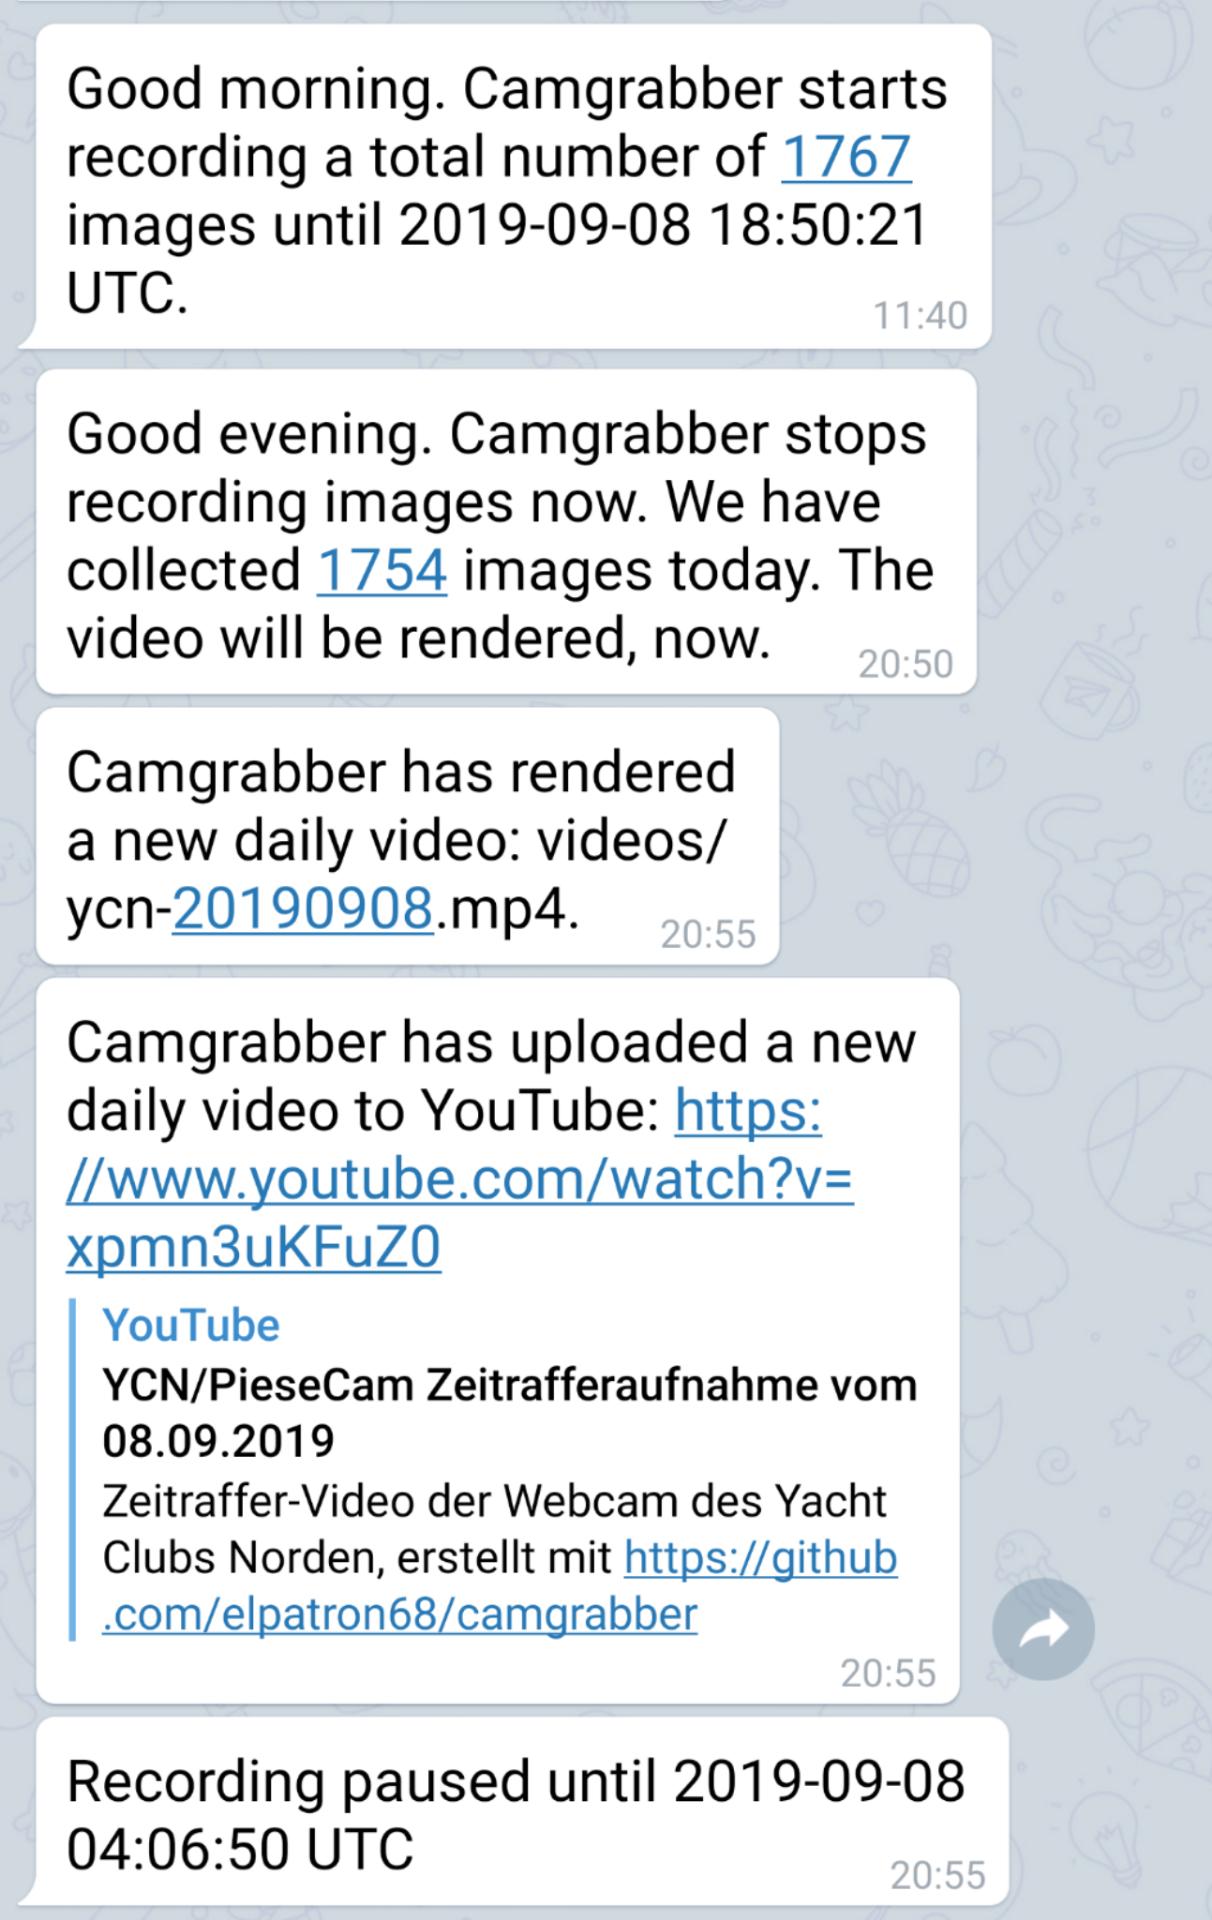 Good morning. Camgrabber starts
recording a total number of 1767
images until 2019-09-08 18:50:21
UTC.
11:40
Good evening. Camgrabber stops
recording images now. We have
collected 1754 images today. The
video will be rendered, now.
20:50
Camgrabber has rendered
a new daily video: videos/
ycn-20190908.mp4.
20:55
Camgrabber has uploaded a new
daily video to YouTube: https:
//www.youtube.com/watch?v=
xpmn3uKFuZ0
YouTube
YCN/PieseCam Zeitrafferaufnahme vom
08.09.2019
Zeitraffer-Video der Webcam des Yacht
Clubs Norden, erstellt mit https://github
.com/elpatron68/camgrabber
20:55
Recording paused until 2019-09-08
04:06:50 UTC
20:55